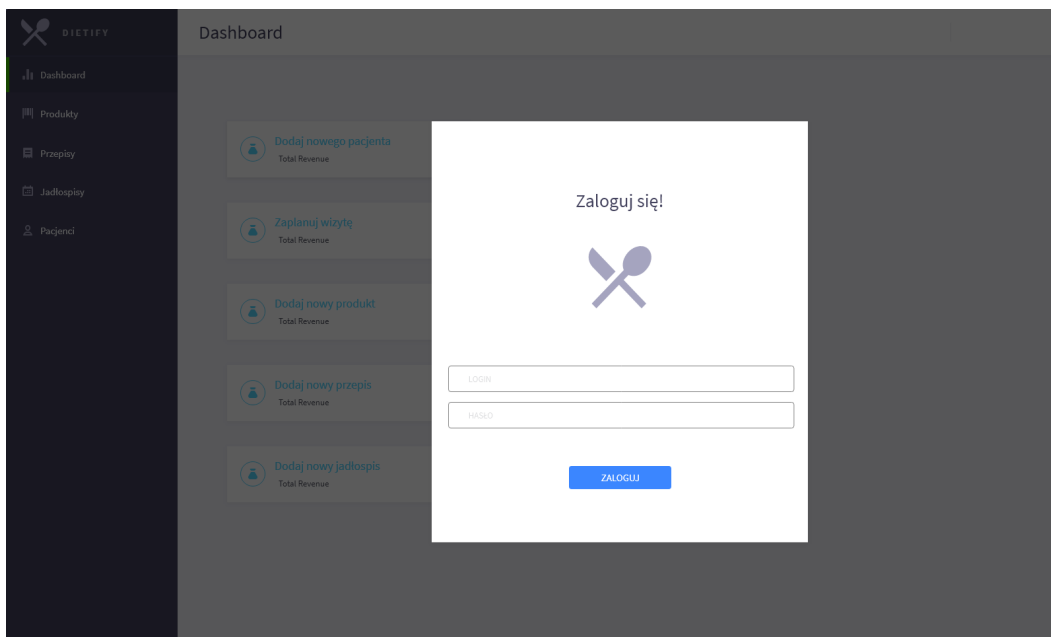 DIETIFY
Dashboard
Dashboard
Produkty
Przepisy
Jadłospisy
Pacjenci
Dodaj nowego pacjenta
Total Revenue
Zaplanuj wizytę
Total Revenue
Dodaj nowy produkt
Total Revenue
Dodaj nowy przepis
Total Revenue
Dodaj nowy jadłospis
Total Revenue
Zaloguj się!
LOGIN
HASŁO
ZALOGUJ